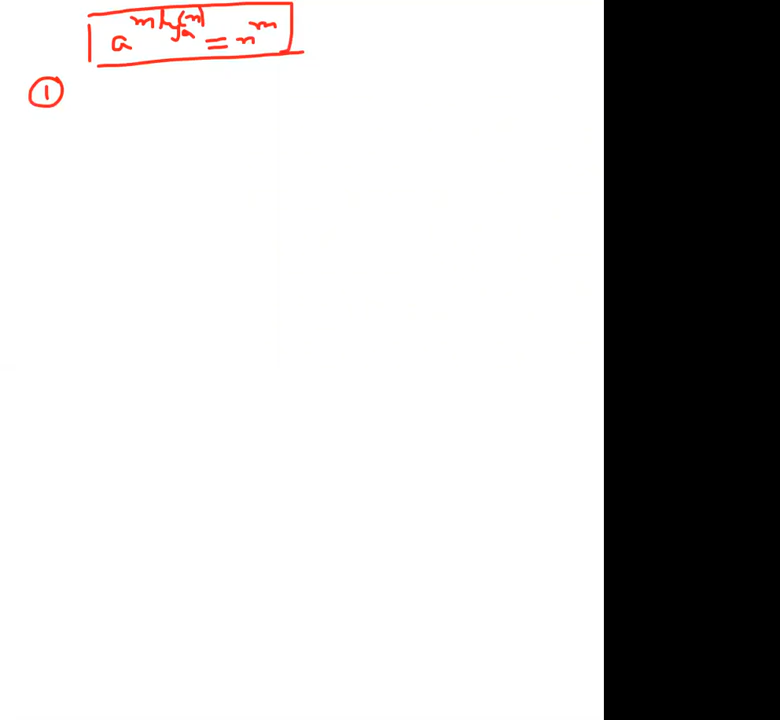 a^{m log_a(n)} = n^m
①